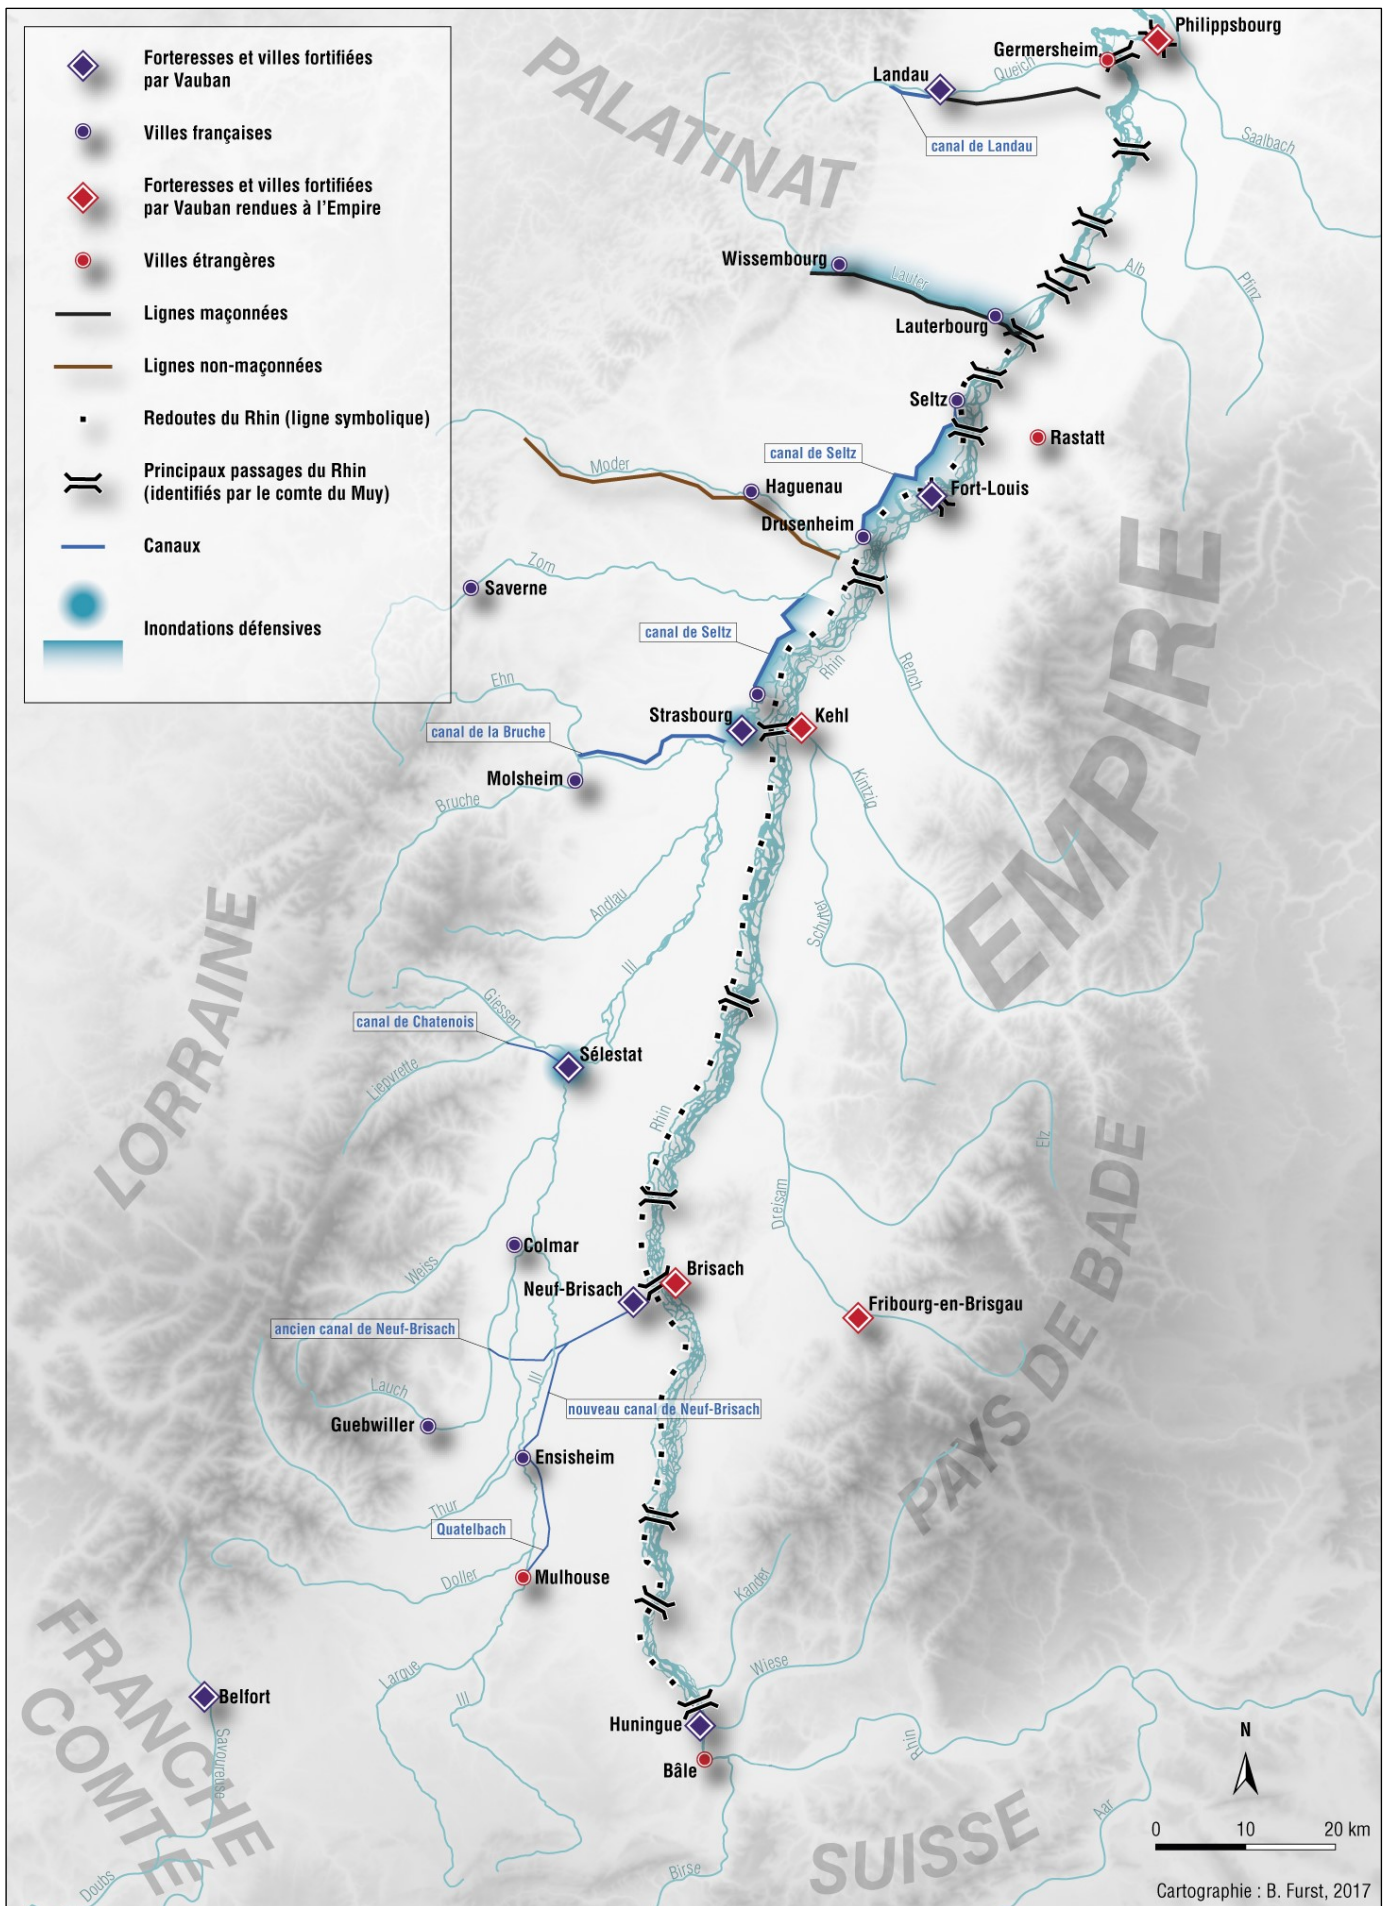 Forteresses et villes fortifiées
par Vauban
Villes françaises
Forteresses et villes fortifiées
par Vauban rendues à l'Empire
Villes étrangères
Lignes maçonnées
Lignes non-maçonnées
Redoutes du Rhin (ligne symbolique)
Principaux passages du Rhin
(identifiés par le comte du Muy)
Canaux
Inondations défensives
Philippsbourg
Germersheim
Landau
Queich
canal de Landau
Saalbach
PALATINAT
Wissembourg
Lauter
Alb
Pfinz
Lauterbourg
Seltz
Rastatt
canal de Seltz
Moder
Haguenau
Fort-Louis
Drusenheim
Zorn
Saverne
EMPIRE
canal de Seltz
Rhin
Rench
Ehn
Strasbourg
Kehl
canal de la Bruche
Molsheim
Kintzig
Bruche
Andlau
Schutter
LORRAINE
Ill
Giessen
canal de Chatenois
Sélestat
Liepvrette
Rhin
Elz
Dreisam
PAYS DE BADE
Colmar
Weiss
Brisach
Neuf-Brisach
Fribourg-en-Brisgau
ancien canal de Neuf-Brisach
Ill
Lauch
nouveau canal de Neuf-Brisach
Guebwiller
Ensisheim
Thur
Quatelbach
Doller
Mulhouse
Kander
FRANCHE
COMTÉ
Largue
Wiese
Belfort
Ill
Huningue
Savoureuse
Rhin
N
Bâle
Aar
0 10 20 km
SUISSE
Doubs
Birse
Cartographie : B. Furst, 2017